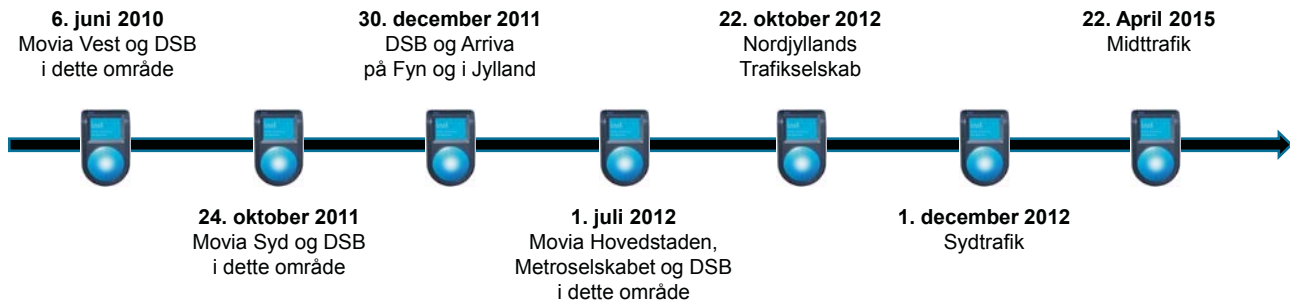 6. juni 2010
Movia Vest og DSB
i dette område
30. december 2011
DSB og Arriva
på Fyn og i Jylland
22. oktober 2012
Nordjyllands
Trafikselskab
22. April 2015
Midttrafik
24. oktober 2011
Movia Syd og DSB
i dette område
1. juli 2012
Movia Hovedstaden,
Metroselskabet og DSB
i dette område
1. december 2012
Sydtrafik